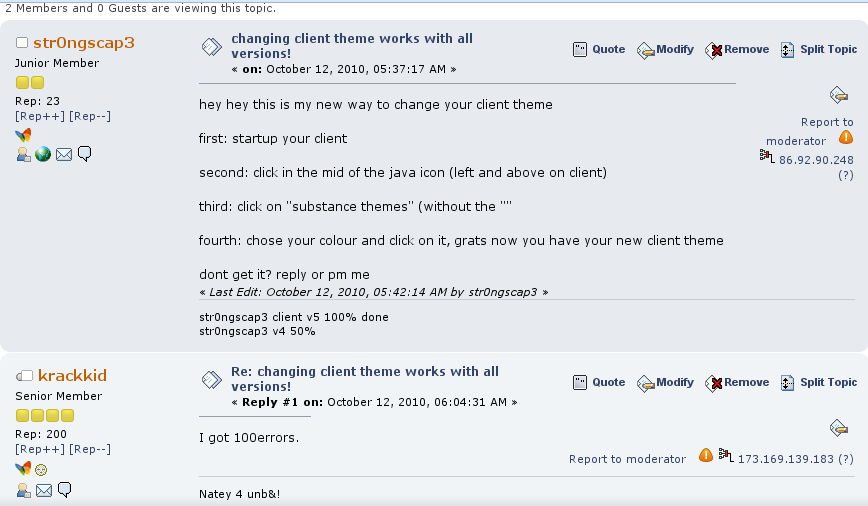 2 Members and 0 Guests are viewing this topic.
str0ngscap3
Junior Member
Rep: 23
[Rep++] [Rep--]
changing client theme works with all
versions!
« on: October 12, 2010, 05:37:17 AM »
Quote Modify Remove Split Topic
hey hey this is my new way to change your client theme
first: startup your client
second: click in the mid of the java icon (left and above on client)
third: click on "substance themes" (without the ""
fourth: chose your colour and click on it, grats now you have your new client theme
dont get it? reply or pm me
« Last Edit: October 12, 2010, 05:42:14 AM by str0ngscap3 »
Report to
moderator
86.92.90.248
(?)
str0ngscap3 client v5 100% done
str0ngscap3 v4 50%
krackkid
Senior Member
Rep: 200
[Rep++] [Rep--]
Re: changing client theme works with all
versions!
« Reply #1 on: October 12, 2010, 06:04:31 AM »
Quote Modify Remove Split Topic
I got 100errors.
Report to moderator 173.169.139.183 (?)
Natey 4 unb&!